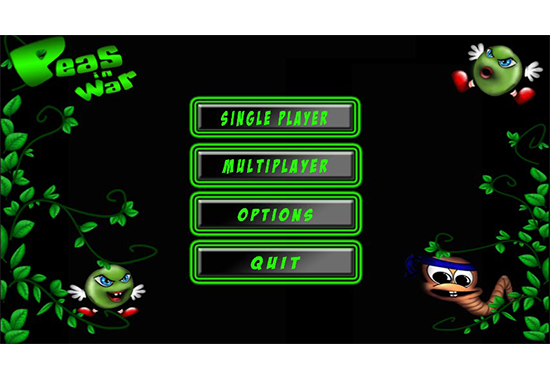 Peas
in
War
SINGLE PLAYER
MULTIPLAYER
OPTIONS
QUIT